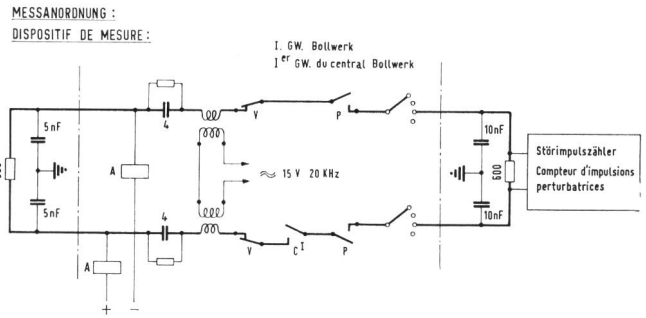 MESSANORDNUNG :
DISPOSITIF DE MESURE :
I. GW. Bollwerk
Ier GW. du central Bollwerk
4
V
P
5nF
10nF
A
≈ 15 V 20 KHz
600
Störimpulszähler
Compteur d'impulsions
perturbatrices
5nF
10nF
4
V
C I
P
A
+ −